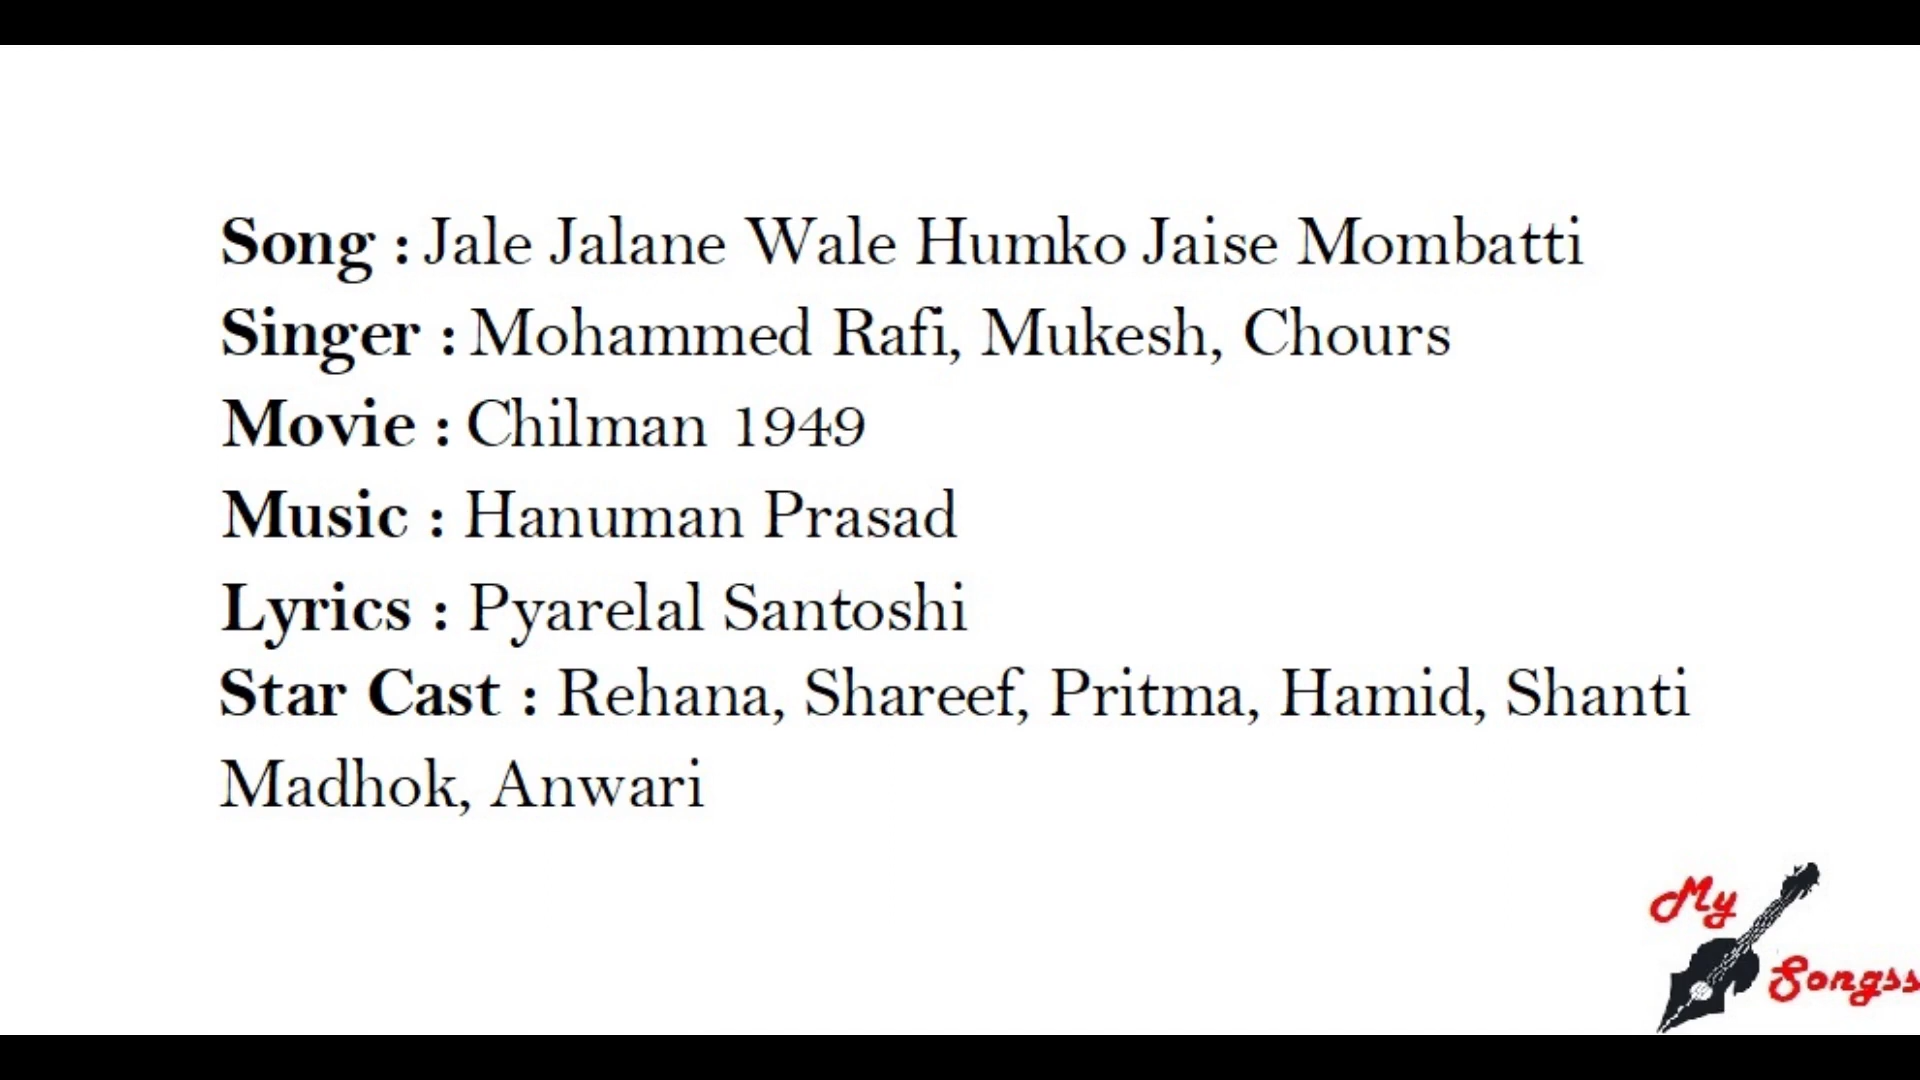 Song : Jale Jalane Wale Humko Jaise Mombatti
Singer : Mohammed Rafi, Mukesh, Chours
Movie : Chilman 1949
Music : Hanuman Prasad
Lyrics : Pyarelal Santoshi
Star Cast : Rehana, Shareef, Pritma, Hamid, Shanti
Madhok, Anwari
My
Songss